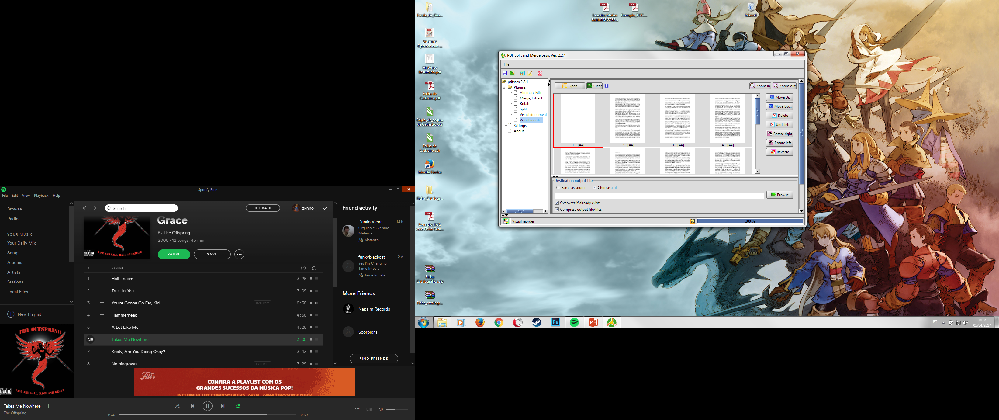 Spotify Free
File Edit View Playback Help
Browse
Radio
YOUR MUSIC
Your Daily Mix
Songs
Albums
Artists
Stations
Local Files
New Playlist
THE OFFSPRING
RISE AND FALL, RAGE AND GRACE
Search
UPGRADE
zkhiro
RISE AND FALL, RAGE AND GRACE
Grace
By The Offspring
2008 • 12 songs, 43 min
PAUSE
SAVE
# SONG
1 Half-Truism 3:26
2 Trust In You 3:09
3 You're Gonna Go Far, Kid EXPLICIT 2:58
4 Hammerhead 4:38
5 A Lot Like Me 4:28
Takes Me Nowhere 3:00
7 Kristy, Are You Doing Okay? 3:43
8 Nothingtown EXPLICIT 3:29
Friend activity
Danilo Vieira 13 h
Orgulho e Cinismo
Matanza
Matanza
funkyblackcat 2 d
Yes I'm Changing
Tame Impala
Tame Impala
More Friends
Napalm Records
Scorpions
FIND FRIENDS
Filtr
CONFIRA A PLAYLIST COM OS
GRANDES SUCESSOS DA MÚSICA POP!
INCLUINDO THE CHAINSMOKERS, ZAYN, ZARA LARSSON E MAIS!
Takes Me Nowhere
The Offspring
2:30
2:59
Escala_de_Gua...
Sistemas
Operacionais ...
Histórico
Resumido.pdf
Folha de
Cadastro.pdf
Cópia_de_segu...
de Cadastro.cdr
Folha de
Cadastro.cdr
Mozilla Firefox
Ficha_Catalogr...
Exemplo_TCC
com Ficha Cata...
Ficha
Catalografica.zip
Ficha_catalogr...
Leandro Matias
Baldo66833582...
Exemplo_TCC....
Marvel
PDF Split and Merge basic Ver. 2.2.4
File
pdfsam 2.2.4
Plugins
Alternate Mix
Merge/Extract
Rotate
Split
Visual document
Visual reorder
Settings
About
Open
Clear
Zoom in
Zoom out
1 - [A4]
2 - [A4]
3 - [A4]
4 - [A4]
Move Up
Move Do...
Delete
Undelete
Rotate right
Rotate left
Reverse
Destination output file
Same as source
Choose a file
Browse
Overwrite if already exists
Compress output file/files
Visual reorder
100 %
Ps
PT
14:04
05/04/2017